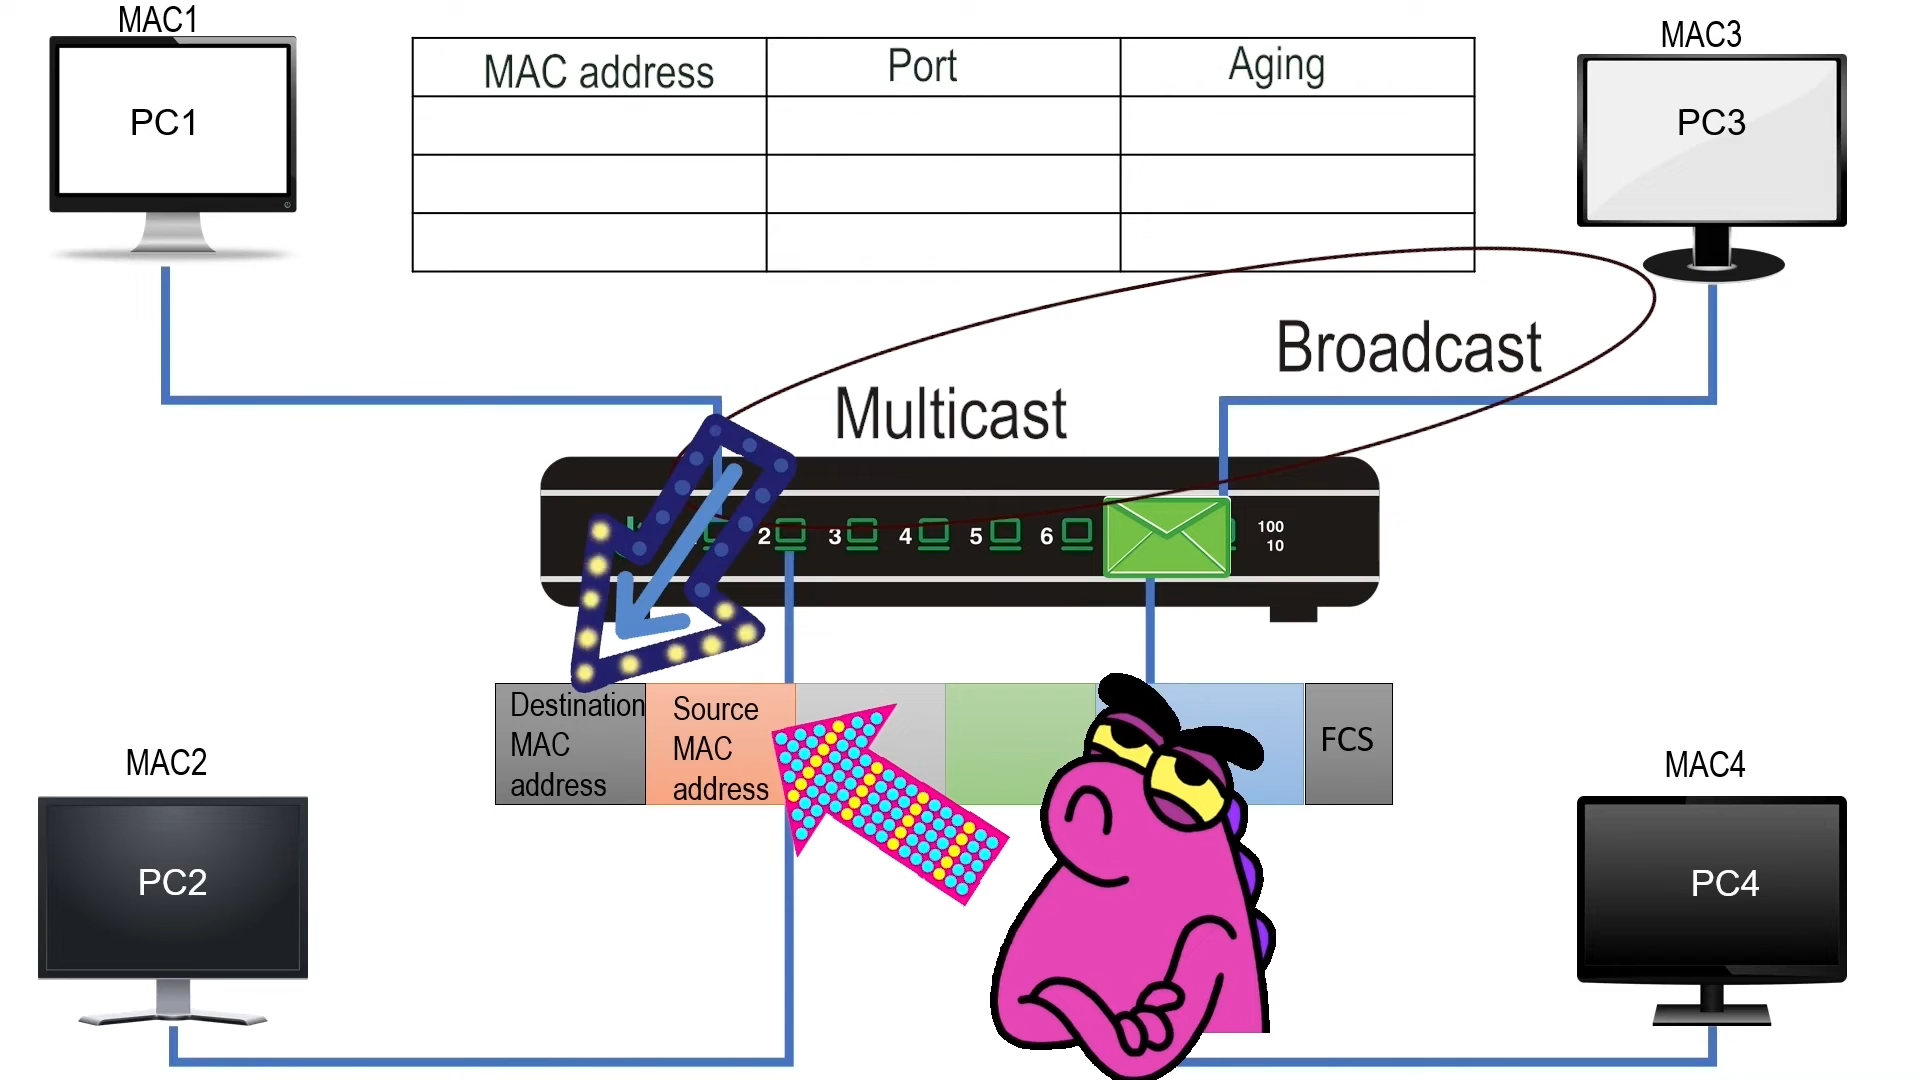 MAC1
PC1
MAC address
Port
Aging
MAC3
PC3
Broadcast
Multicast
2
3
4
5
6
100
10
Destination
MAC
address
Source
MAC
address
FCS
MAC2
PC2
MAC4
PC4